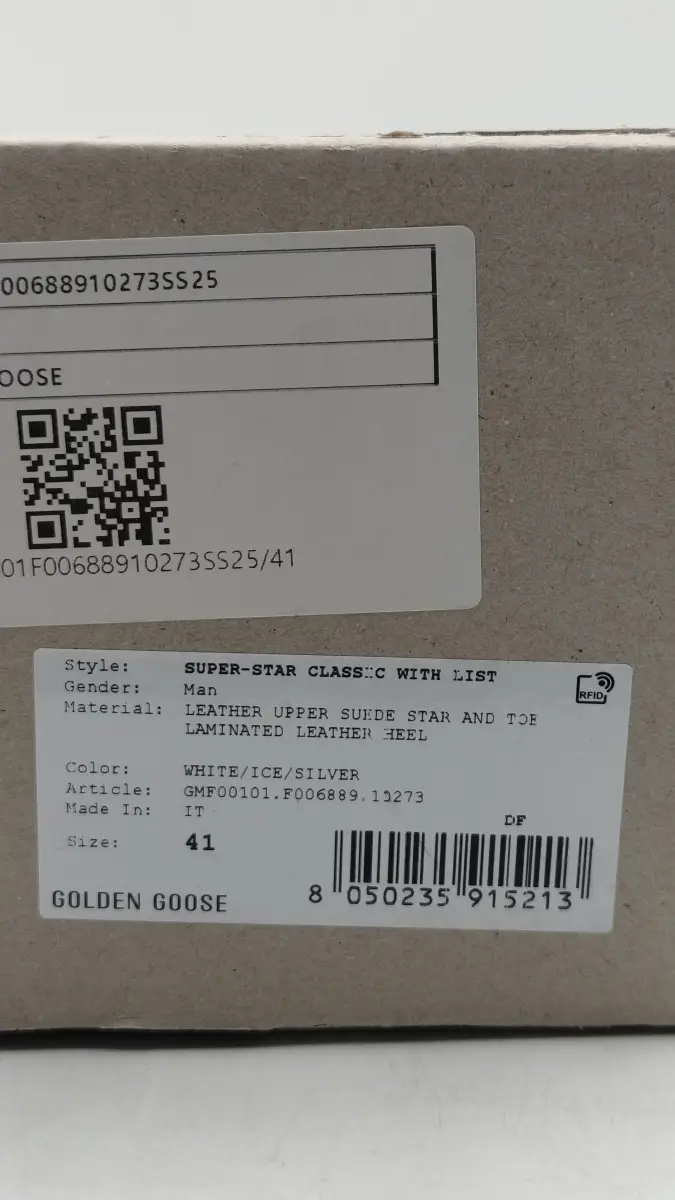 00688910273SS25
OOSE
01F00688910273SS25/41
Style: SUPER-STAR CLASSIC WITH LIST
Gender: Man
Material: LEATHER UPPER SUEDE STAR AND TOE
LAMINATED LEATHER HEEL
RFID
Color: WHITE/ICE/SILVER
Article: GMF00101.F006889.10273
Made In: IT
DF
Size: 41
GOLDEN GOOSE
8 050235 915213